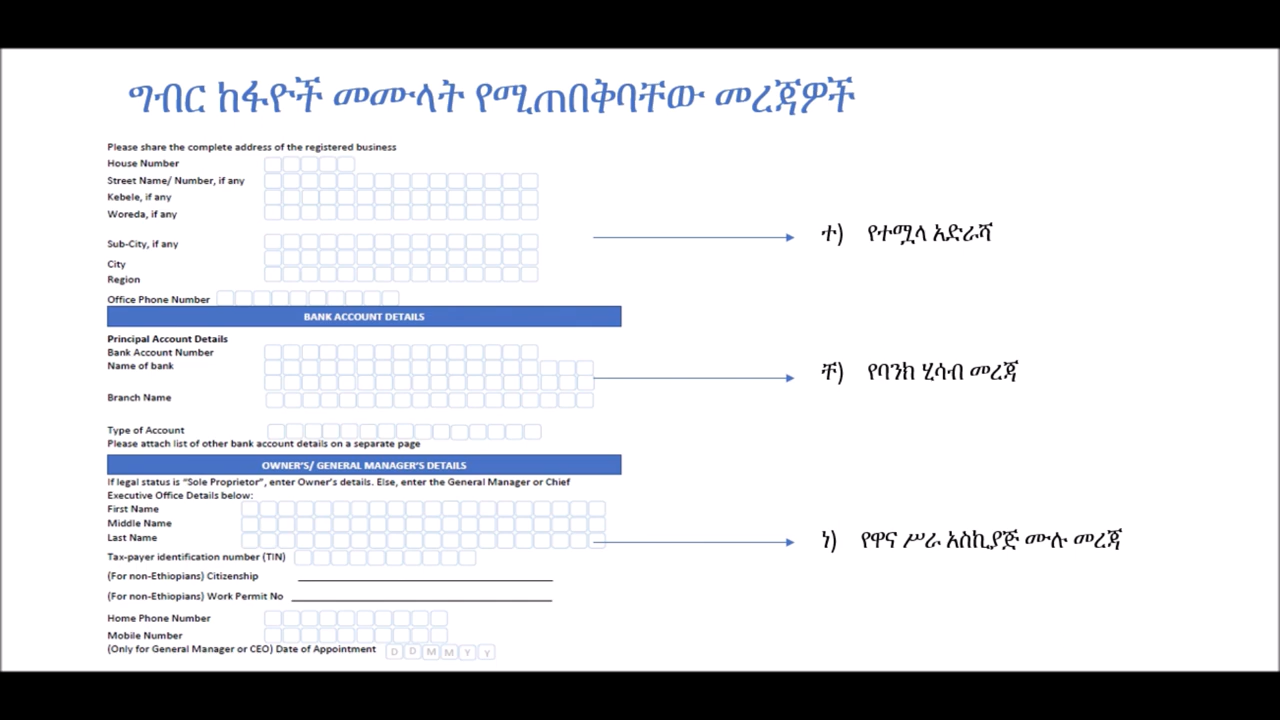 ግብር ከፋዮች መሙላት የሚጠበቅባቸው መረጃዎች
Please share the complete address of the registered business
House Number
Street Name/ Number, if any
Kebele, if any
Woreda, if any
Sub-City, if any
City
Region
Office Phone Number
ተ) የተሟላ አድራሻ
BANK ACCOUNT DETAILS
Principal Account Details
Bank Account Number
Name of bank
Branch Name
Type of Account
Please attach list of other bank account details on a separate page
ቸ) የባንክ ሂሳብ መረጃ
OWNER'S/ GENERAL MANAGER'S DETAILS
If legal status is "Sole Proprietor", enter Owner's details. Else, enter the General Manager or Chief
Executive Office Details below:
First Name
Middle Name
Last Name
Tax-payer identification number (TIN)
(For non-Ethiopians) Citizenship
(For non-Ethiopians) Work Permit No
Home Phone Number
Mobile Number
(Only for General Manager or CEO) Date of Appointment D D M M Y Y
ነ) የዋና ሥራ አስኪያጅ ሙሉ መረጃ